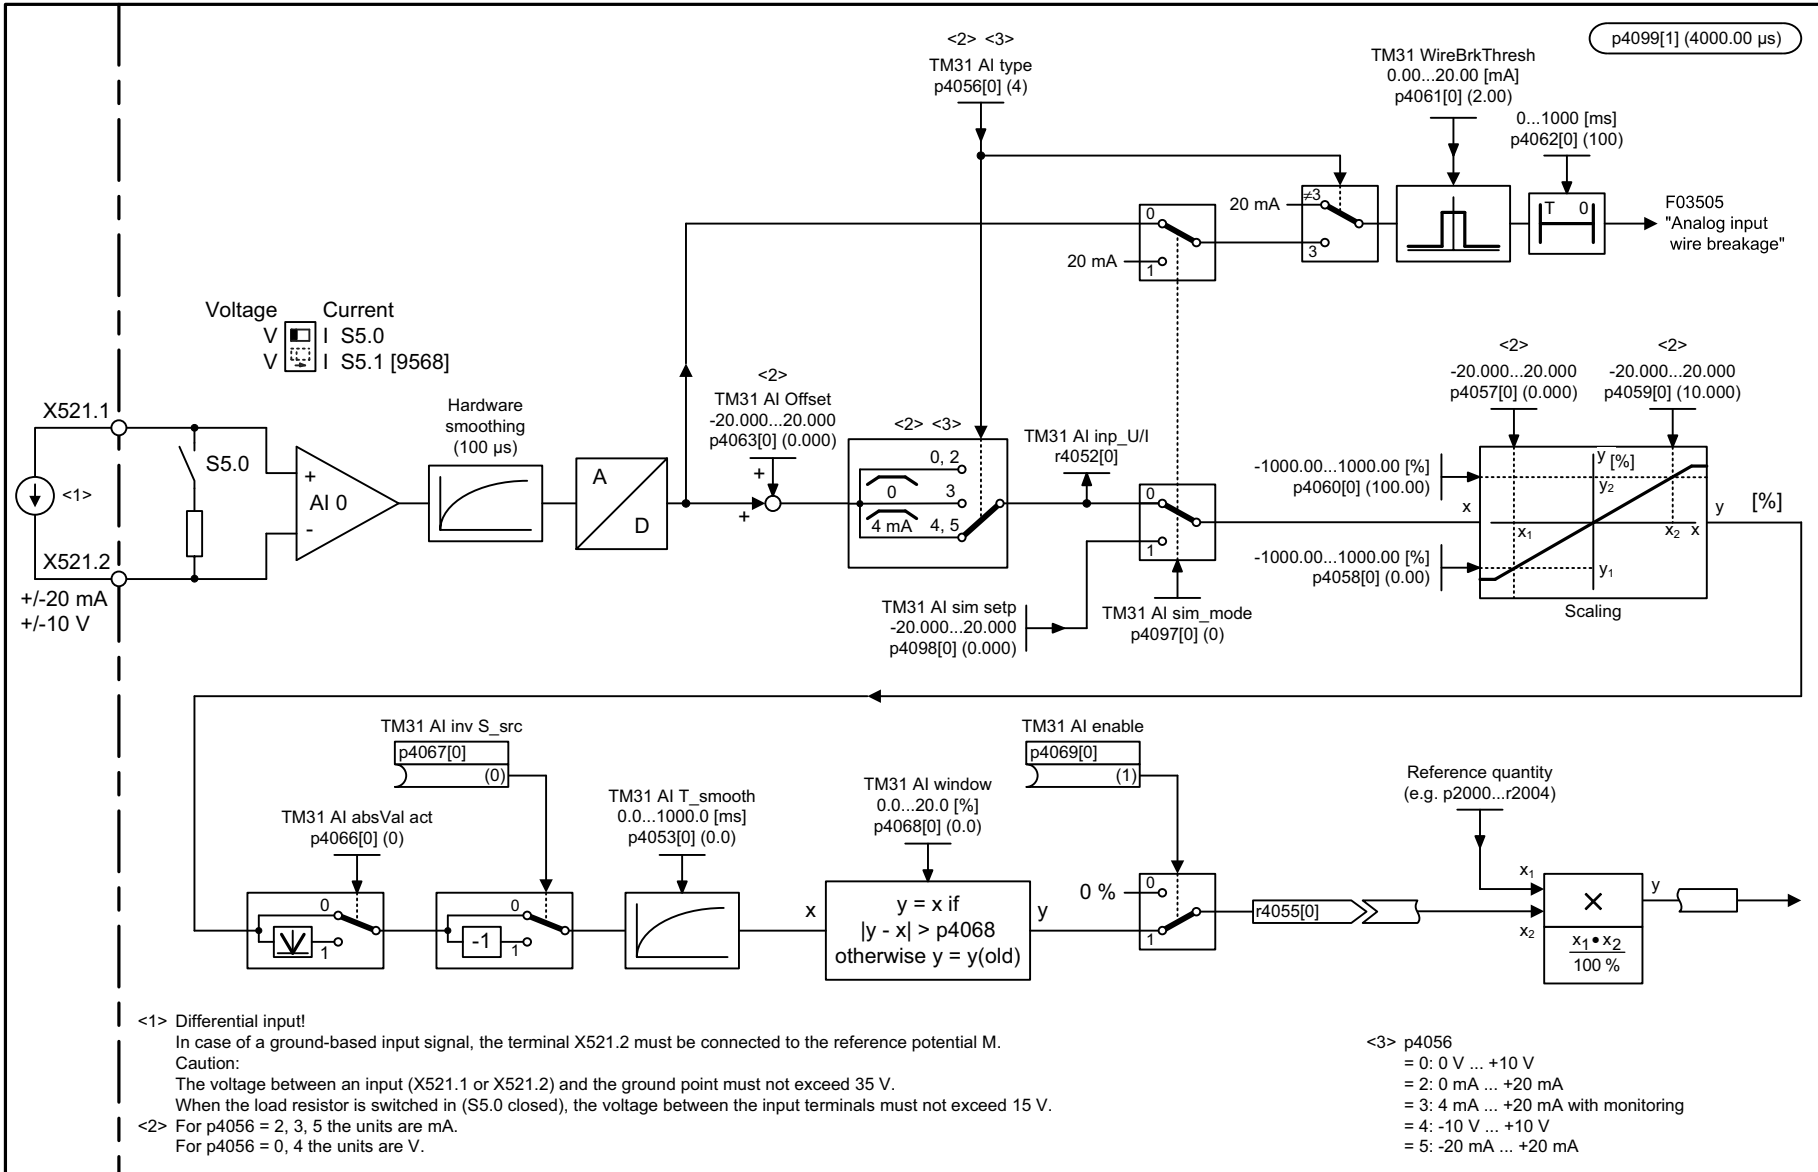 p4099[1] (4000.00 µs)
<2> <3>
TM31 AI type
p4056[0] (4)
TM31 WireBrkThresh
0.00...20.00 [mA]
p4061[0] (2.00)
0...1000 [ms]
p4062[0] (100)
0
20 mA
1
20 mA
≠3
3
T 0
F03505
"Analog input
wire breakage"
Voltage Current
V I S5.0
V I S5.1 [9568]
X521.1
<1>
X521.2
+/-20 mA
+/-10 V
S5.0
+
AI 0
-
Hardware
smoothing
(100 µs)
A
D
<2>
TM31 AI Offset
-20.000...20.000
p4063[0] (0.000)
+
+
<2> <3>
0, 2
0
3
4 mA
4, 5
TM31 AI inp_U/I
r4052[0]
0
1
TM31 AI sim setp
-20.000...20.000
p4098[0] (0.000)
TM31 AI sim_mode
p4097[0] (0)
<2>
-20.000...20.000
p4057[0] (0.000)
<2>
-20.000...20.000
p4059[0] (10.000)
-1000.00...1000.00 [%]
p4060[0] (100.00)
x
-1000.00...1000.00 [%]
p4058[0] (0.00)
y [%]
y2
x1
x2 x
y1
y [%]
Scaling
TM31 AI inv S_src
p4067[0]
(0)
TM31 AI absVal act
p4066[0] (0)
0
1
0
-1
1
TM31 AI T_smooth
0.0...1000.0 [ms]
p4053[0] (0.0)
TM31 AI window
0.0...20.0 [%]
p4068[0] (0.0)
x
y = x if
|y - x| > p4068
otherwise y = y(old)
y
TM31 AI enable
p4069[0]
(1)
0 %
0
1
r4055[0]
Reference quantity
(e.g. p2000...r2004)
x1
x2
×
x1 • x2
100 %
y
<1> Differential input!
In case of a ground-based input signal, the terminal X521.2 must be connected to the reference potential M.
Caution:
The voltage between an input (X521.1 or X521.2) and the ground point must not exceed 35 V.
When the load resistor is switched in (S5.0 closed), the voltage between the input terminals must not exceed 15 V.
<2> For p4056 = 2, 3, 5 the units are mA.
For p4056 = 0, 4 the units are V.
<3> p4056
= 0: 0 V ... +10 V
= 2: 0 mA ... +20 mA
= 3: 4 mA ... +20 mA with monitoring
= 4: -10 V ... +10 V
= 5: -20 mA ... +20 mA